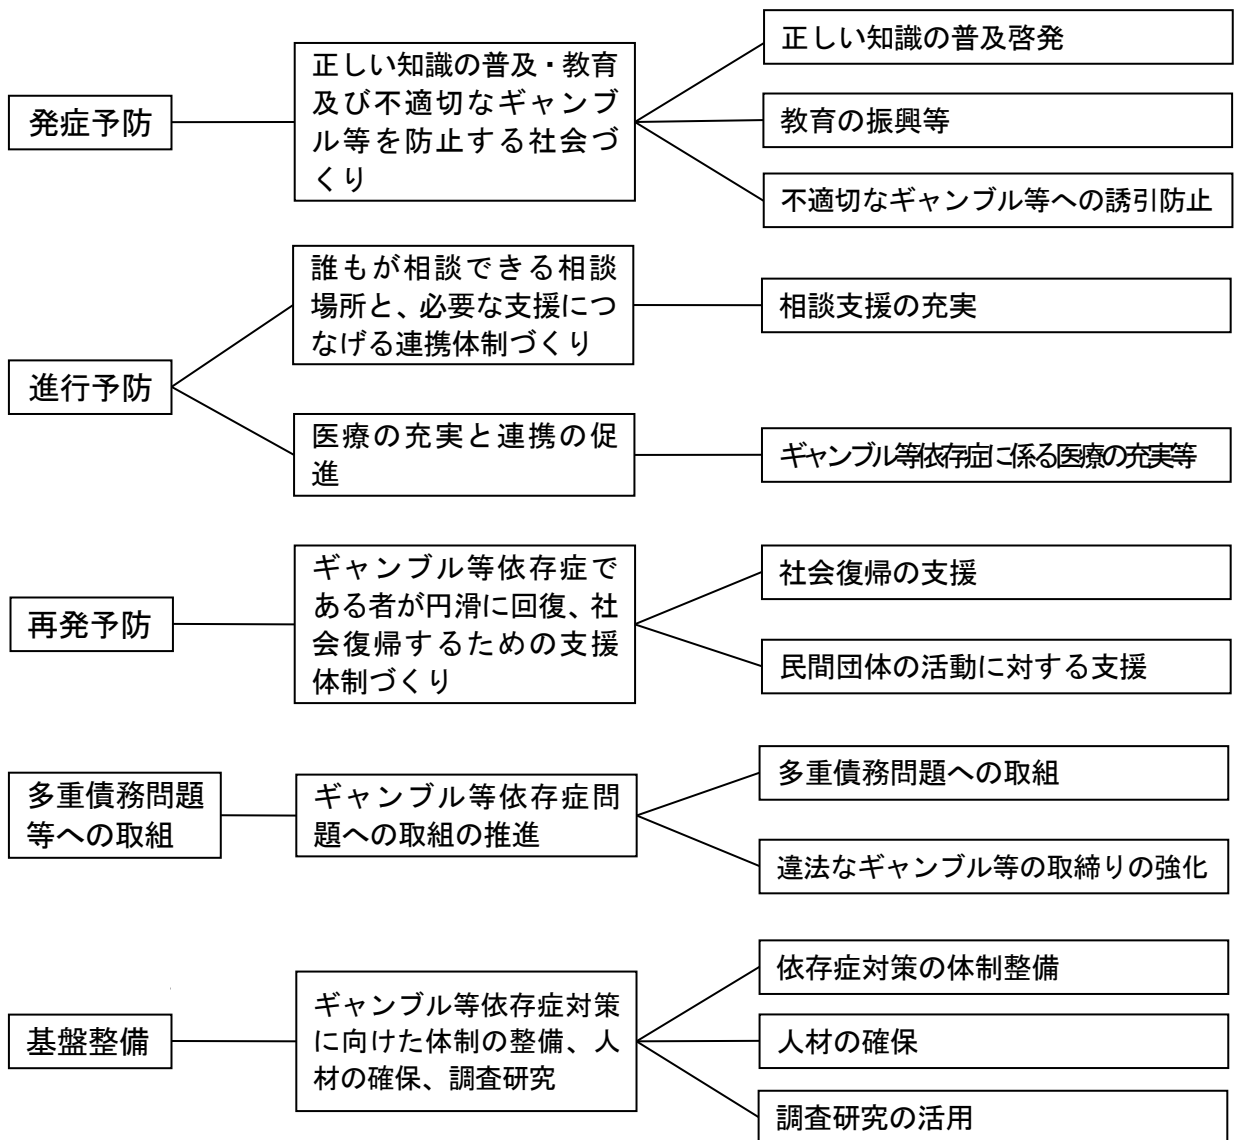 発症予防
正しい知識の普及・教育
及び不適切なギャンブ
ル等を防止する社会づ
くり
正しい知識の普及啓発
教育の振興等
不適切なギャンブル等への誘引防止
進行予防
誰もが相談できる相談
場所と、必要な支援につ
なげる連携体制づくり
相談支援の充実
医療の充実と連携の促
進
ギャンブル等依存症に係る医療の充実等
再発予防
ギャンブル等依存症で
ある者が円滑に回復、社
会復帰するための支援
体制づくり
社会復帰の支援
民間団体の活動に対する支援
多重債務問題
等への取組
ギャンブル等依存症問
題への取組の推進
多重債務問題への取組
違法なギャンブル等の取締りの強化
基盤整備
ギャンブル等依存症対策
に向けた体制の整備、人
材の確保、調査研究
依存症対策の体制整備
人材の確保
調査研究の活用